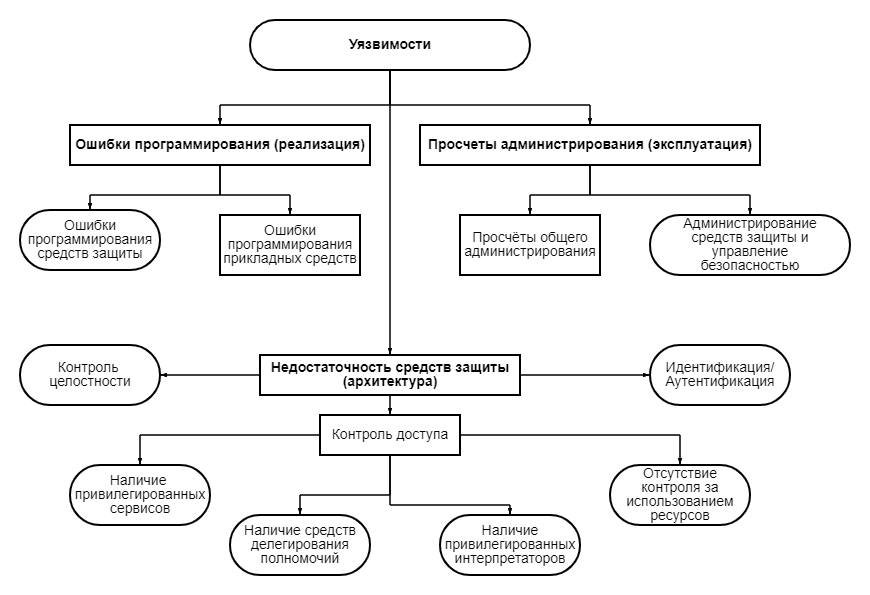 Уязвимости
Ошибки программирования (реализация)
Просчеты администрирования (эксплуатация)
Ошибки
программирования
средств защиты
Ошибки
программирования
прикладных средств
Просчёты общего
администрирования
Администрирование
средств защиты и
управление
безопасностью
Контроль
целостности
Недостаточность средств защиты
(архитектура)
Идентификация/
Аутентификация
Контроль доступа
Наличие
привилегированных
сервисов
Наличие средств
делегирования
полномочий
Наличие
привилегированных
интерпретаторов
Отсутствие
контроля за
использованием
ресурсов